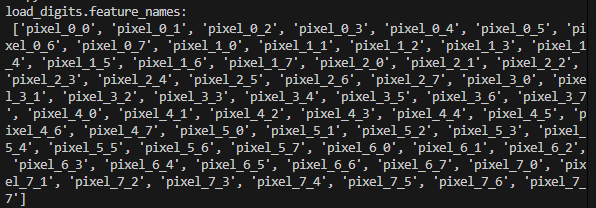 load_digits.feature_names:
['pixel_0_0', 'pixel_0_1', 'pixel_0_2', 'pixel_0_3', 'pixel_0_4', 'pixel_0_5', 'pi
xel_0_6', 'pixel_0_7', 'pixel_1_0', 'pixel_1_1', 'pixel_1_2', 'pixel_1_3', 'pixel_1
_4', 'pixel_1_5', 'pixel_1_6', 'pixel_1_7', 'pixel_2_0', 'pixel_2_1', 'pixel_2_2',
'pixel_2_3', 'pixel_2_4', 'pixel_2_5', 'pixel_2_6', 'pixel_2_7', 'pixel_3_0', 'pixe
l_3_1', 'pixel_3_2', 'pixel_3_3', 'pixel_3_4', 'pixel_3_5', 'pixel_3_6', 'pixel_3_7
', 'pixel_4_0', 'pixel_4_1', 'pixel_4_2', 'pixel_4_3', 'pixel_4_4', 'pixel_4_5', 'p
ixel_4_6', 'pixel_4_7', 'pixel_5_0', 'pixel_5_1', 'pixel_5_2', 'pixel_5_3', 'pixel_
5_4', 'pixel_5_5', 'pixel_5_6', 'pixel_5_7', 'pixel_6_0', 'pixel_6_1', 'pixel_6_2',
'pixel_6_3', 'pixel_6_4', 'pixel_6_5', 'pixel_6_6', 'pixel_6_7', 'pixel_7_0', 'pix
el_7_1', 'pixel_7_2', 'pixel_7_3', 'pixel_7_4', 'pixel_7_5', 'pixel_7_6', 'pixel_7_
7']